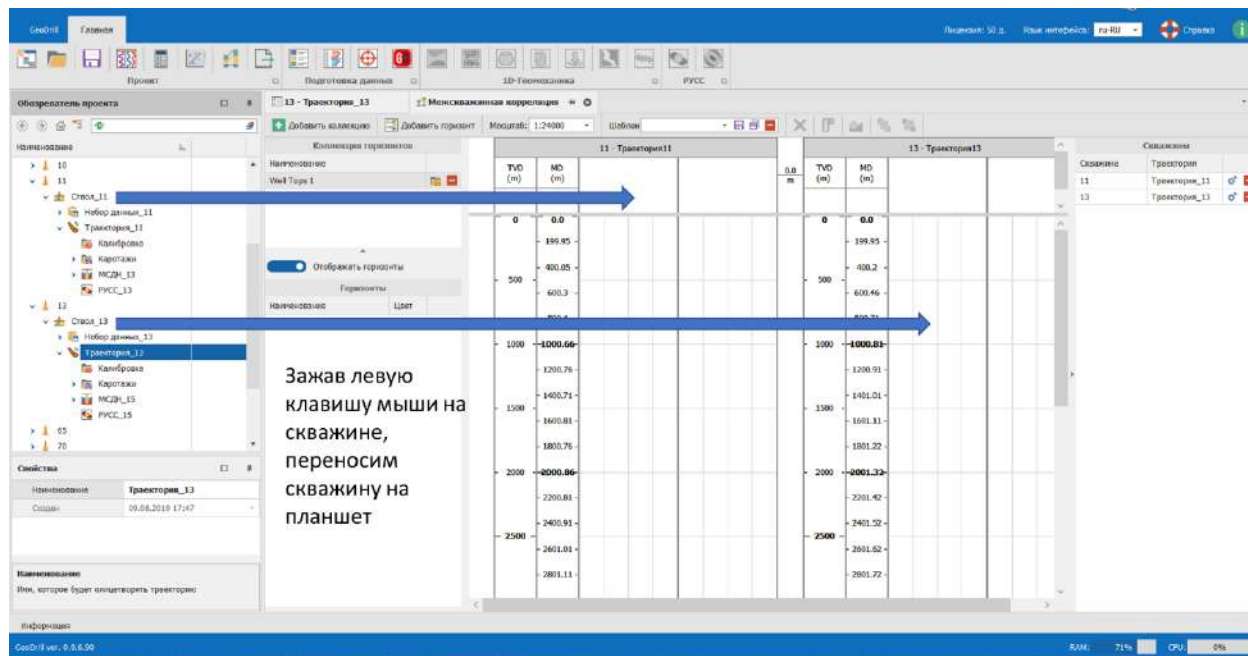 GeoDrill Главная Лицензия: 50 д. Язык интерфейса: ru-RU Справка
Проект Подготовка данных 1D-Геомеханика РУСС
Обозреватель проекта
13 - Траектория_13 Межскважинная корреляция
Добавить коллекцию Добавить горизонт Масштаб: 1:24000 Шаблон
Наименование
10
11
Ствол_11
Набор данных_11
Траектория_11
Калибровка
Каротажи
МСДН_13
РУСС_13
13
Ствол_13
Набор данных_13
Траектория_13
Калибровка
Каротажи
МСДН_15
РУСС_15
65
70
Свойства
Наименование Траектория_13
Создан 09.08.2019 17:47
Наименование
Имя, которое будет олицетворять траекторию
Коллекция горизонтов
Наименование
Well Tops 1
Отображать горизонты
Горизонты
Наименование Цвет
Зажав левую
клавишу мыши на
скважине,
переносим
скважину на
планшет
11 - Траектория11
TVD MD
(m) (m)
0 0.0
199.95
400.05
500
600.3
1000 1000.66
1200.76
1400.71
1500
1600.81
1800.76
2000 2000.86
2200.81
2400.91
2500
2601.01
2801.11
0.0
m
13 - Траектория13
TVD MD
(m) (m)
0 0.0
199.95
400.2
500
600.46
1000 1000.81
1200.91
1401.01
1500
1601.11
1801.22
2000 2001.32
2201.42
2401.52
2500
2601.62
2801.72
Скважины
Скважина Траектория
11 Траектория_11
13 Траектория_13
Информация
GeoDrill ver. 0.9.6.90 RAM: 71% CPU: 0%